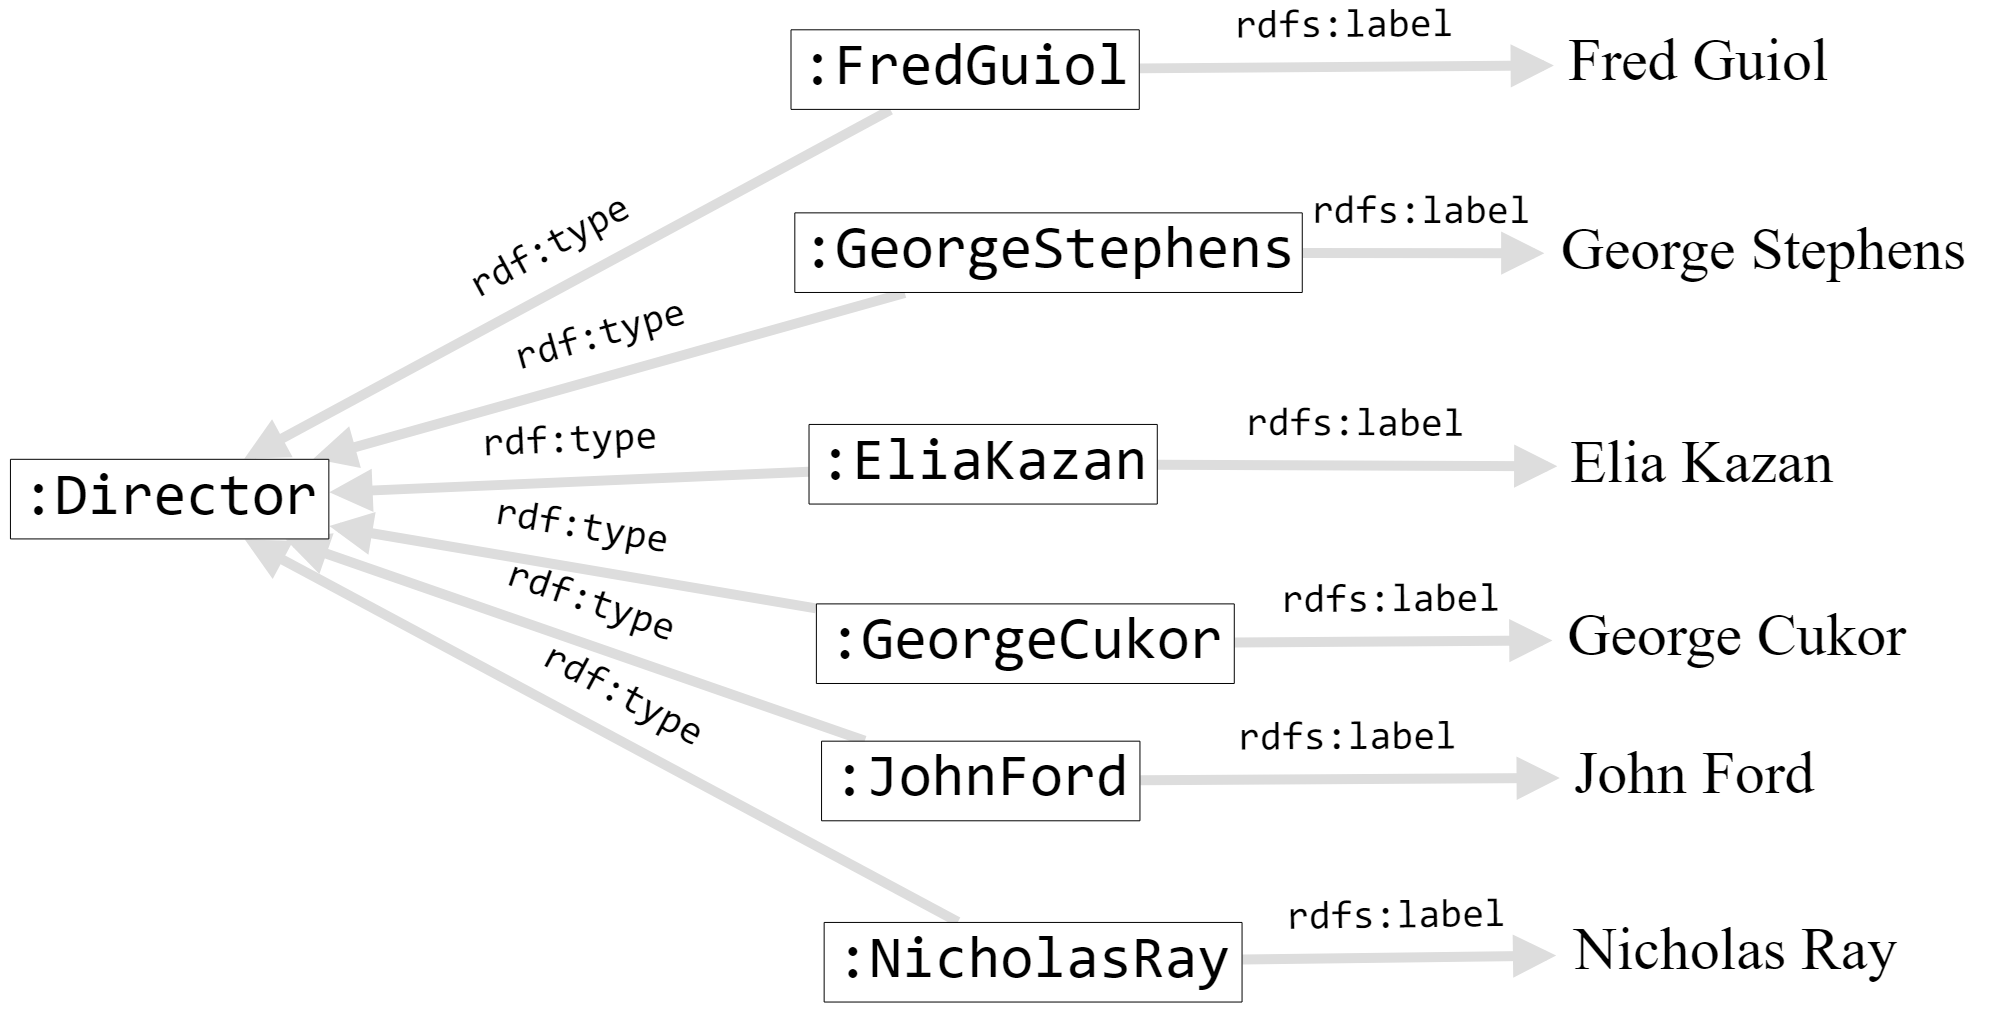 :FredGuiol
rdfs:label
Fred Guiol
rdf:type
:GeorgeStephens
rdfs:label
George Stephens
rdf:type
:Director
rdf:type
:EliaKazan
rdfs:label
Elia Kazan
rdf:type
:GeorgeCukor
rdfs:label
George Cukor
rdf:type
:JohnFord
rdfs:label
John Ford
rdf:type
:NicholasRay
rdfs:label
Nicholas Ray